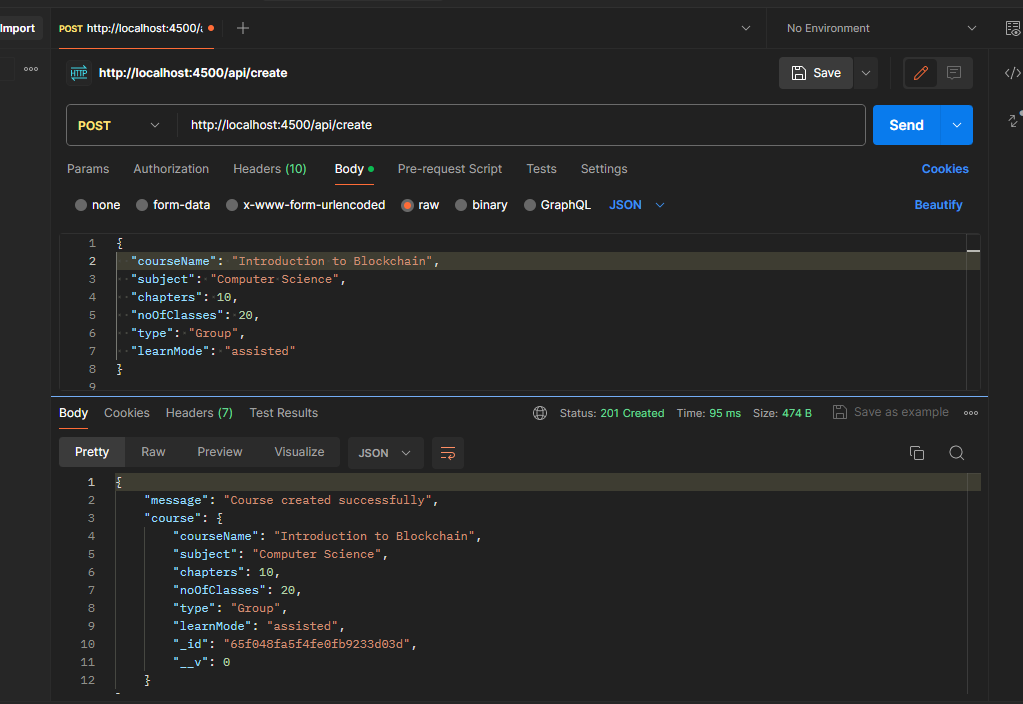 Import
POST http://localhost:4500/a
No Environment
HTTP http://localhost:4500/api/create
Save
POST http://localhost:4500/api/create
Send
Params Authorization Headers (10) Body Pre-request Script Tests Settings
Cookies
none form-data x-www-form-urlencoded raw binary GraphQL JSON
Beautify
1 {
2 "courseName": "Introduction to Blockchain",
3 "subject": "Computer Science",
4 "chapters": 10,
5 "noOfClasses": 20,
6 "type": "Group",
7 "learnMode": "assisted"
8 }
9
Body Cookies Headers (7) Test Results
Status: 201 Created Time: 95 ms Size: 474 B
Save as example
Pretty Raw Preview Visualize JSON
1 {
2 "message": "Course created successfully",
3 "course": {
4 "courseName": "Introduction to Blockchain",
5 "subject": "Computer Science",
6 "chapters": 10,
7 "noOfClasses": 20,
8 "type": "Group",
9 "learnMode": "assisted",
10 "_id": "65f048fa5f4fe0fb9233d03d",
11 "__v": 0
12 }